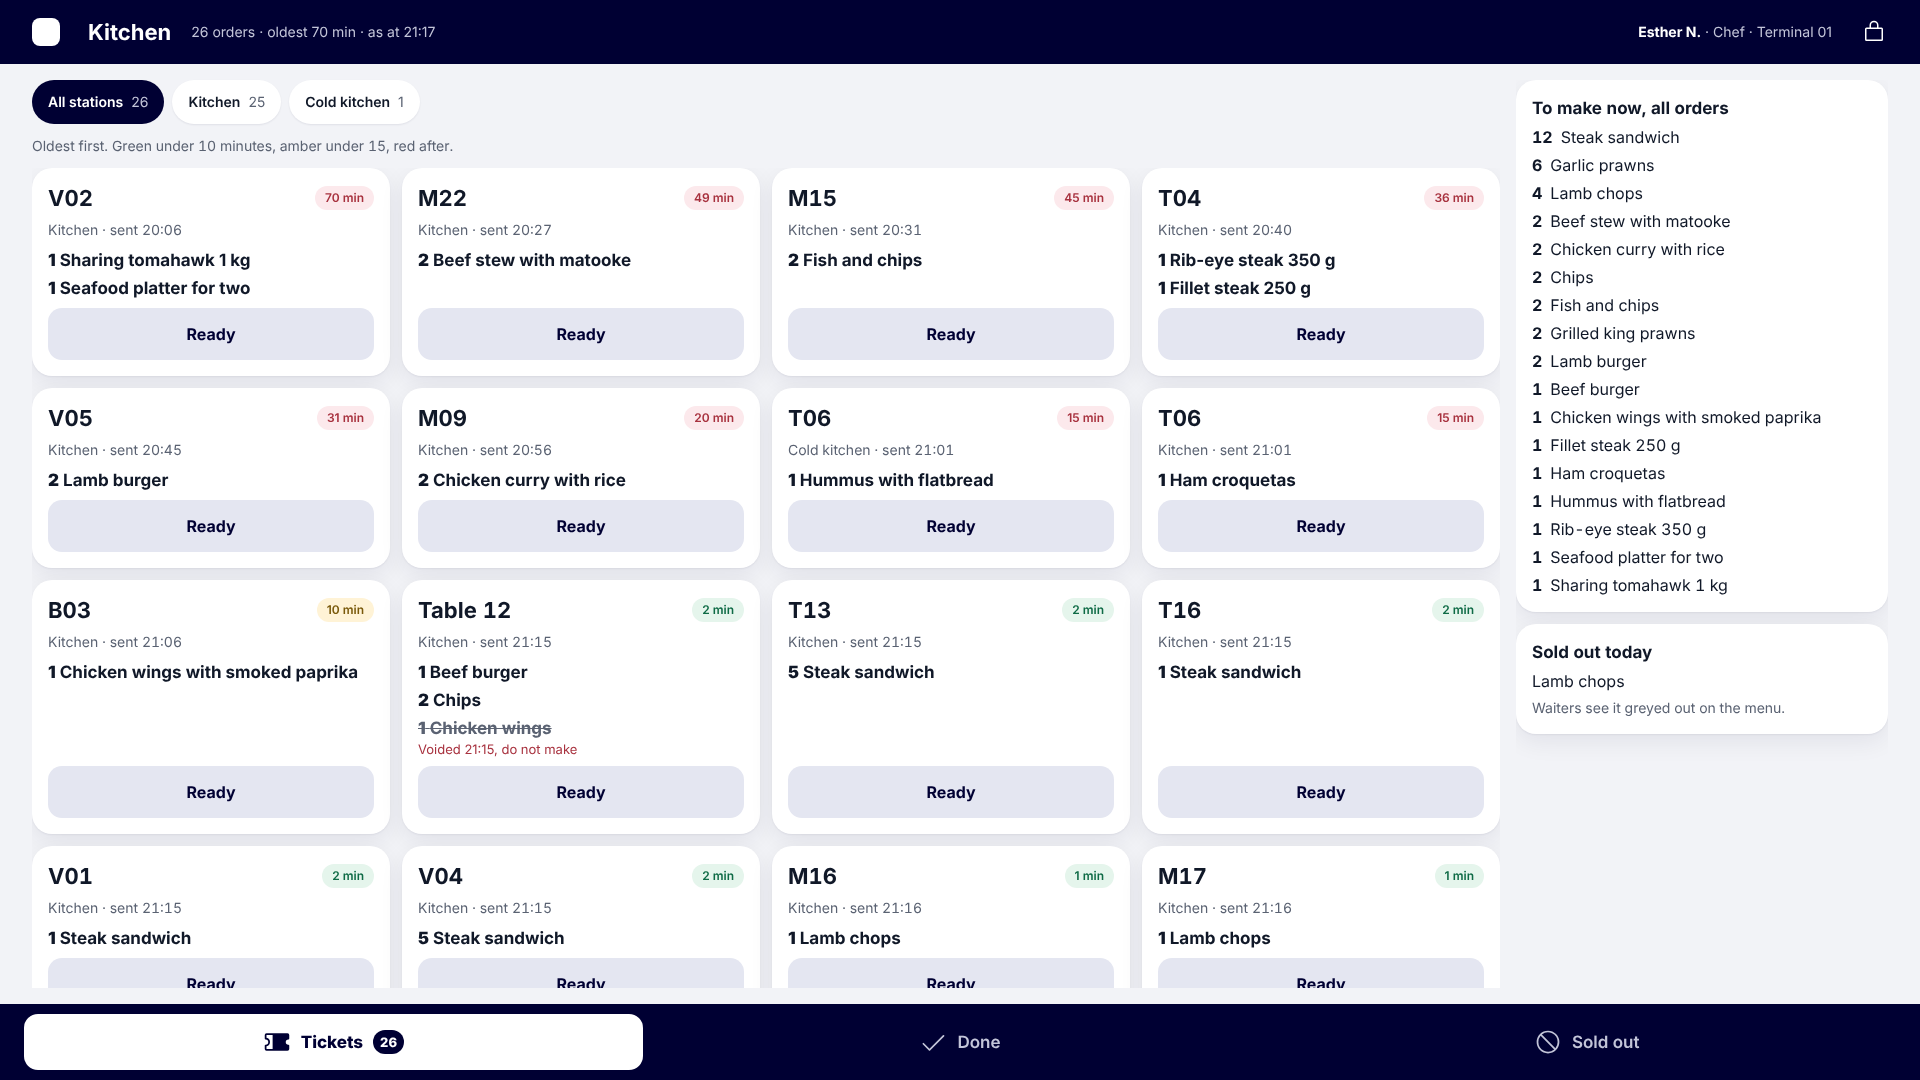 Kitchen
26 orders · oldest 70 min · as at 21:17
Esther N. · Chef · Terminal 01
All stations 26
Kitchen 25
Cold kitchen 1
Oldest first. Green under 10 minutes, amber under 15, red after.
V02
70 min
Kitchen · sent 20:06
1 Sharing tomahawk 1 kg
1 Seafood platter for two
Ready
M22
49 min
Kitchen · sent 20:27
2 Beef stew with matooke
Ready
M15
45 min
Kitchen · sent 20:31
2 Fish and chips
Ready
T04
36 min
Kitchen · sent 20:40
1 Rib-eye steak 350 g
1 Fillet steak 250 g
Ready
V05
31 min
Kitchen · sent 20:45
2 Lamb burger
Ready
M09
20 min
Kitchen · sent 20:56
2 Chicken curry with rice
Ready
T06
15 min
Cold kitchen · sent 21:01
1 Hummus with flatbread
Ready
T06
15 min
Kitchen · sent 21:01
1 Ham croquetas
Ready
B03
10 min
Kitchen · sent 21:06
1 Chicken wings with smoked paprika
Ready
Table 12
2 min
Kitchen · sent 21:15
1 Beef burger
2 Chips
1 Chicken wings
Voided 21:15, do not make
Ready
T13
2 min
Kitchen · sent 21:15
5 Steak sandwich
Ready
T16
2 min
Kitchen · sent 21:15
1 Steak sandwich
Ready
V01
2 min
Kitchen · sent 21:15
1 Steak sandwich
Ready
V04
2 min
Kitchen · sent 21:15
5 Steak sandwich
Ready
M16
1 min
Kitchen · sent 21:16
1 Lamb chops
Ready
M17
1 min
Kitchen · sent 21:16
1 Lamb chops
Ready
To make now, all orders
12 Steak sandwich
6 Garlic prawns
4 Lamb chops
2 Beef stew with matooke
2 Chicken curry with rice
2 Chips
2 Fish and chips
2 Grilled king prawns
2 Lamb burger
1 Beef burger
1 Chicken wings with smoked paprika
1 Fillet steak 250 g
1 Ham croquetas
1 Hummus with flatbread
1 Rib-eye steak 350 g
1 Seafood platter for two
1 Sharing tomahawk 1 kg
Sold out today
Lamb chops
Waiters see it greyed out on the menu.
Tickets 26
Done
Sold out